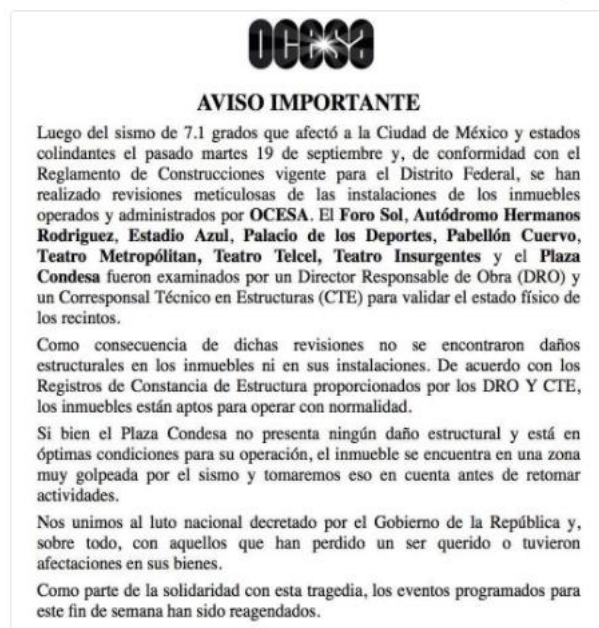 OCESA
AVISO IMPORTANTE
Luego del sismo de 7.1 grados que afectó a la Ciudad de México y estados
colindantes el pasado martes 19 de septiembre y, de conformidad con el
Reglamento de Construcciones vigente para el Distrito Federal, se han
realizado revisiones meticulosas de las instalaciones de los inmuebles
operados y administrados por OCESA. El Foro Sol, Autódromo Hermanos
Rodriguez, Estadio Azul, Palacio de los Deportes, Pabellón Cuervo,
Teatro Metropólitan, Teatro Telcel, Teatro Insurgentes y el Plaza
Condesa fueron examinados por un Director Responsable de Obra (DRO) y
un Corresponsal Técnico en Estructuras (CTE) para validar el estado físico de
los recintos.
Como consecuencia de dichas revisiones no se encontraron daños
estructurales en los inmuebles ni en sus instalaciones. De acuerdo con los
Registros de Constancia de Estructura proporcionados por los DRO Y CTE,
los inmuebles están aptos para operar con normalidad.
Si bien el Plaza Condesa no presenta ningún daño estructural y está en
óptimas condiciones para su operación, el inmueble se encuentra en una zona
muy golpeada por el sismo y tomaremos eso en cuenta antes de retomar
actividades.
Nos unimos al luto nacional decretado por el Gobierno de la República y,
sobre todo, con aquellos que han perdido un ser querido o tuvieron
afectaciones en sus bienes.
Como parte de la solidaridad con esta tragedia, los eventos programados para
este fin de semana han sido reagendados.